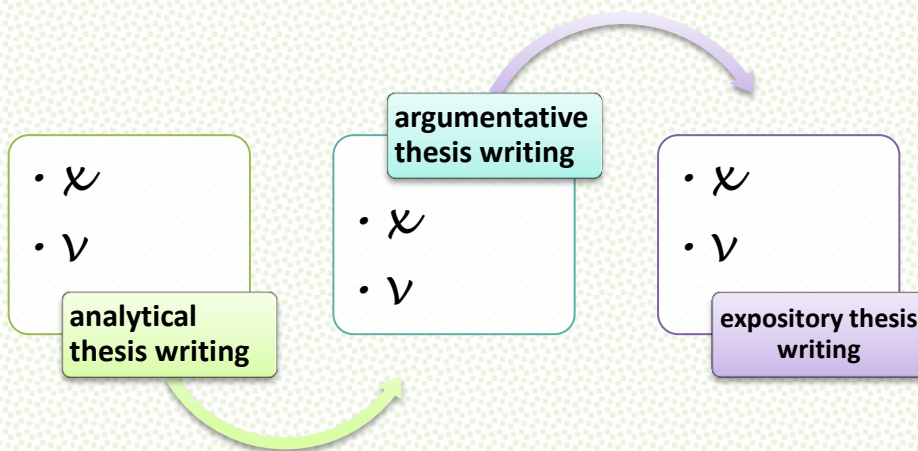 • x
• v
analytical
thesis writing
argumentative
thesis writing
• x
• v
• x
• v
expository thesis
writing